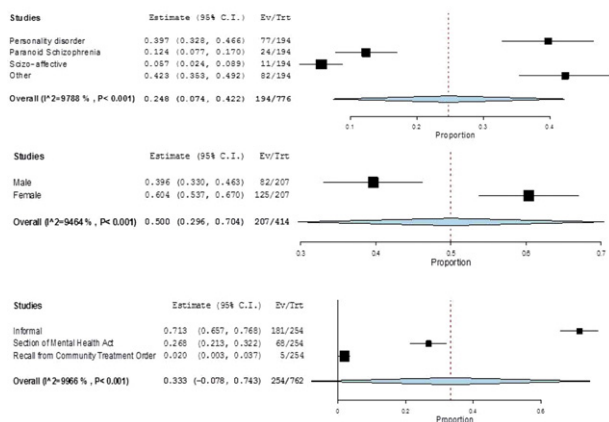 Studies Estimate (95% C.I.) Ev/Trt
Personality disorder 0.397 (0.328, 0.466) 77/194
Paranoid Schizophrenia 0.124 (0.077, 0.170) 24/194
Scizo-affective 0.057 (0.024, 0.089) 11/194
Other 0.423 (0.353, 0.492) 82/194
Overall (I^2=9788 % , P< 0.001) 0.248 (0.074, 0.422) 194/776
0.1 0.2 0.3 0.4
Proportion
Studies Estimate (95% C.I.) Ev/Trt
Male 0.396 (0.330, 0.463) 82/207
Female 0.604 (0.537, 0.670) 125/207
Overall (I^2=9464 % , P< 0.001) 0.500 (0.296, 0.704) 207/414
0.3 0.4 0.5 0.6 0.7
Proportion
Studies Estimate (95% C.I.) Ev/Trt
Informal 0.713 (0.657, 0.768) 181/254
Section of Mental Health Act 0.268 (0.213, 0.322) 68/254
Recall from Community Treatment Order 0.020 (0.003, 0.037) 5/254
Overall (I^2=9966 % , P< 0.001) 0.333 (-0.078, 0.743) 254/762
0 0.2 0.4 0.6
Proportion